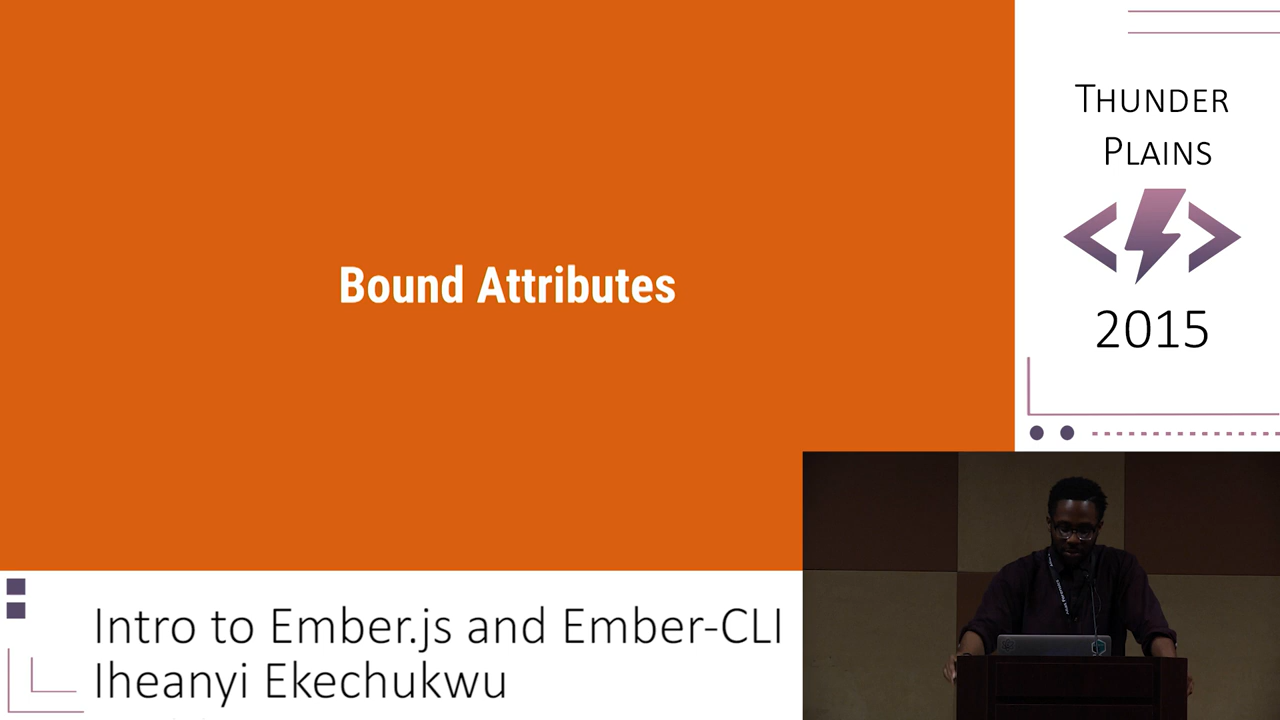 Bound Attributes
THUNDER
PLAINS
2015
Intro to Ember.js and Ember-CLI
Iheanyi Ekechukwu